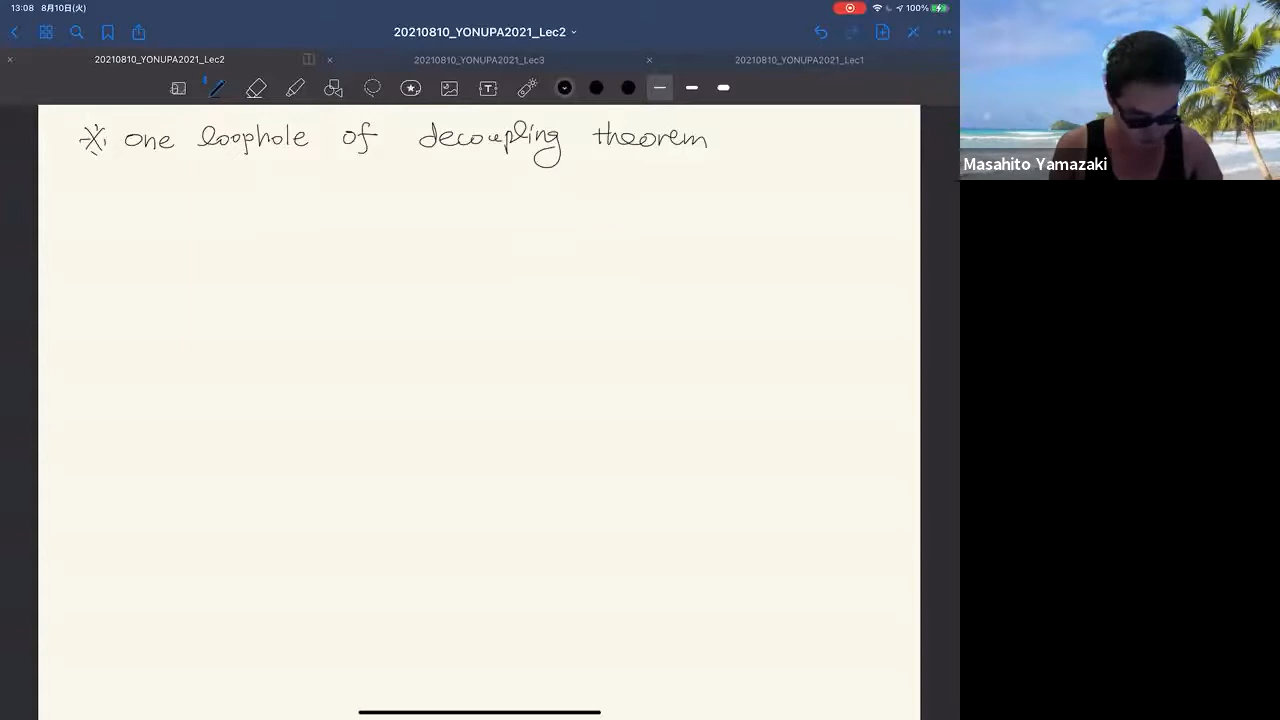 13:08 8月10日(火)
100%
20210810_YONUPA2021_Lec2
20210810_YONUPA2021_Lec2
20210810_YONUPA2021_Lec3
20210810_YONUPA2021_Lec1
※ one loophole of decoupling theorem
Masahito Yamazaki